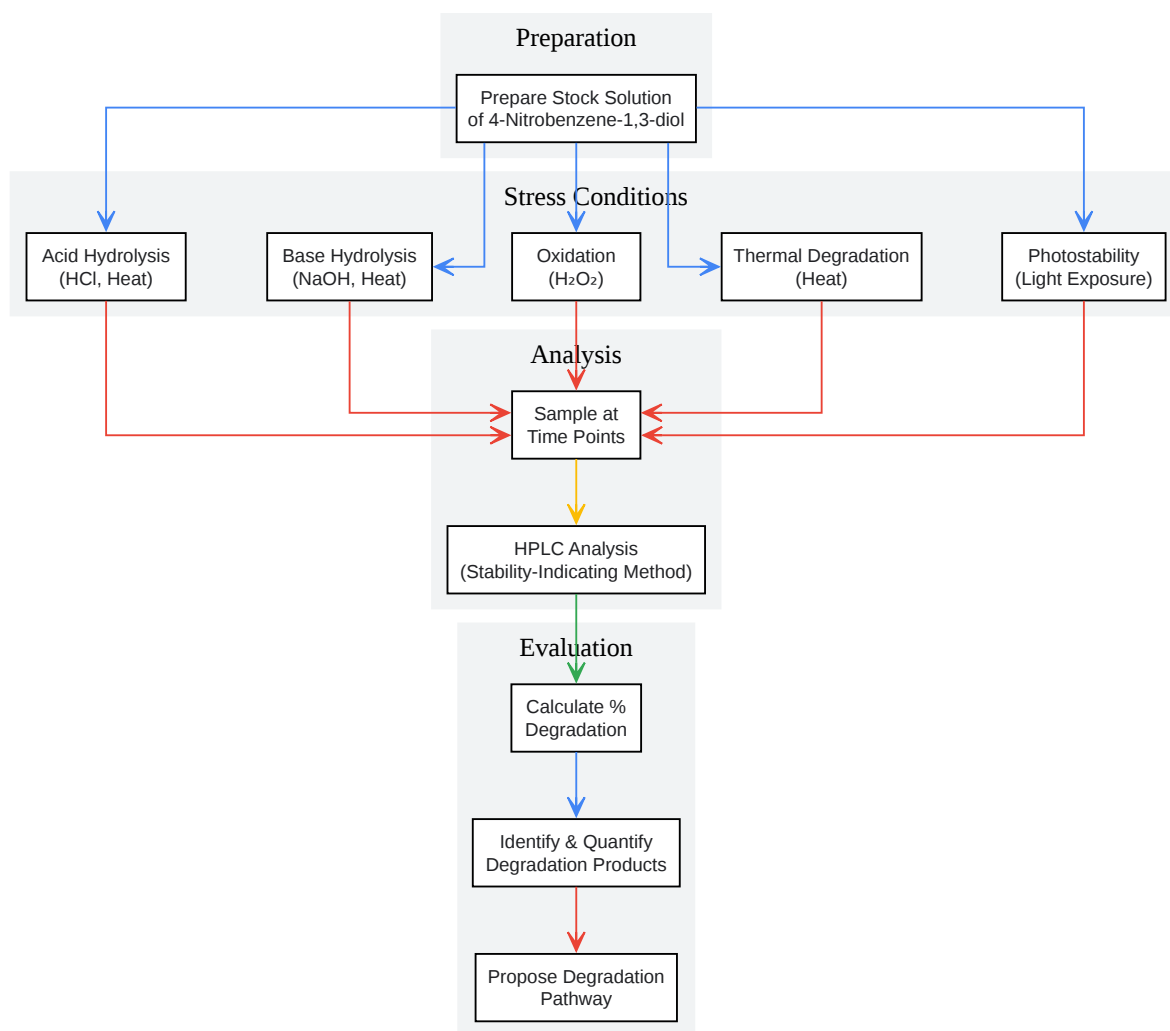 Preparation
Prepare Stock Solution
of 4-Nitrobenzene-1,3-diol
Stress Conditions
Acid Hydrolysis
(HCl, Heat)
Base Hydrolysis
(NaOH, Heat)
Oxidation
(H₂O₂)
Thermal Degradation
(Heat)
Photostability
(Light Exposure)
Analysis
Sample at
Time Points
HPLC Analysis
(Stability-Indicating Method)
Evaluation
Calculate %
Degradation
Identify & Quantify
Degradation Products
Propose Degradation
Pathway